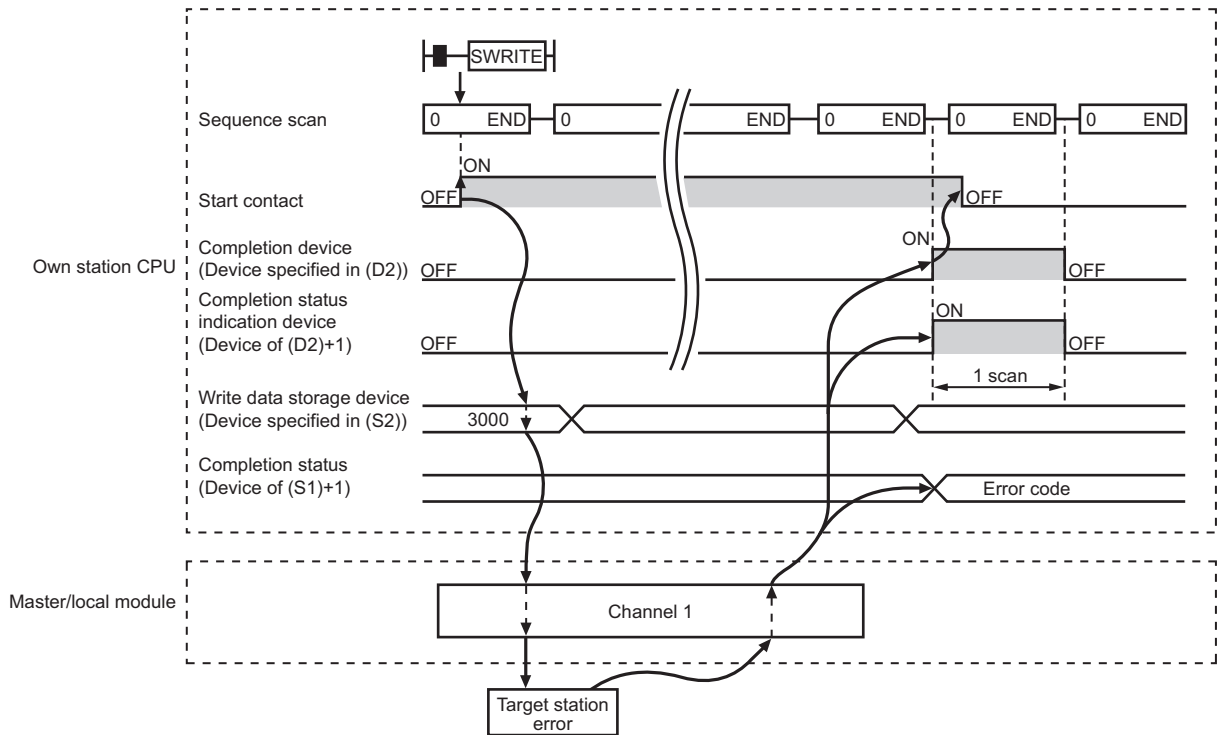 SWRITE
Sequence scan
0 END 0 END 0 END 0 END 0 END
ON
Start contact
OFF
OFF
Own station CPU
Completion device
(Device specified in (D2))
OFF
ON
OFF
Completion status
indication device
(Device of (D2)+1)
OFF
ON
OFF
1 scan
Write data storage device
(Device specified in (S2))
3000
Completion status
(Device of (S1)+1)
Error code
Master/local module
Channel 1
Target station
error